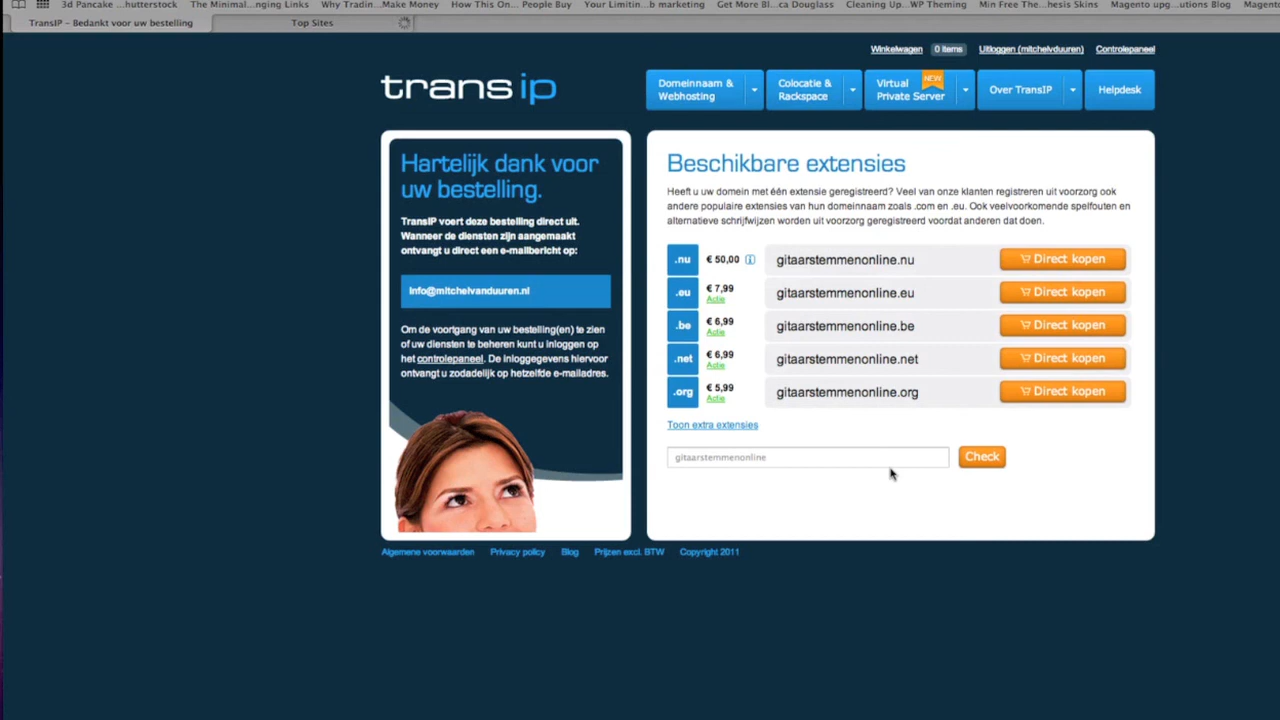 3d Pancake ...hutterstock The Minimal...nging Links Why Tradin...Make Money How This On... People Buy Your Limitin...b marketing Get More Bl...ca Douglass Cleaning Up...WP Theming Min Free The...hesis Skins Magento upg...utions Blog Magento
TransIP – Bedankt voor uw bestelling Top Sites
Winkelwagen 0 items Uitloggen (mitchelvduuren) Controlepaneel
trans ip
Domeinnaam &
Webhosting
Colocatie &
Rackspace
Virtual
Private Server
NEW
Over TransIP
Helpdesk
Hartelijk dank voor
uw bestelling.
TransIP voert deze bestelling direct uit.
Wanneer de diensten zijn aangemaakt
ontvangt u direct een e-mailbericht op:
info@mitchelvanduuren.nl
Om de voortgang van uw bestelling(en) te zien
of uw diensten te beheren kunt u inloggen op
het controlepaneel. De inloggegevens hiervoor
ontvangt u zodadelijk op hetzelfde e-mailadres.
Beschikbare extensies
Heeft u uw domein met één extensie geregistreerd? Veel van onze klanten registreren uit voorzorg ook
andere populaire extensies van hun domeinnaam zoals .com en .eu. Ook veelvoorkomende spelfouten en
alternatieve schrijfwijzen worden uit voorzorg geregistreerd voordat anderen dat doen.
.nu € 50,00 i gitaarstemmenonline.nu Direct kopen
.eu € 7,99 gitaarstemmenonline.eu Direct kopen
Actie
.be € 6,99 gitaarstemmenonline.be Direct kopen
Actie
.net € 6,99 gitaarstemmenonline.net Direct kopen
Actie
.org € 5,99 gitaarstemmenonline.org Direct kopen
Actie
Toon extra extensies
gitaarstemmenonline Check
Algemene voorwaarden Privacy policy Blog Prijzen excl. BTW Copyright 2011